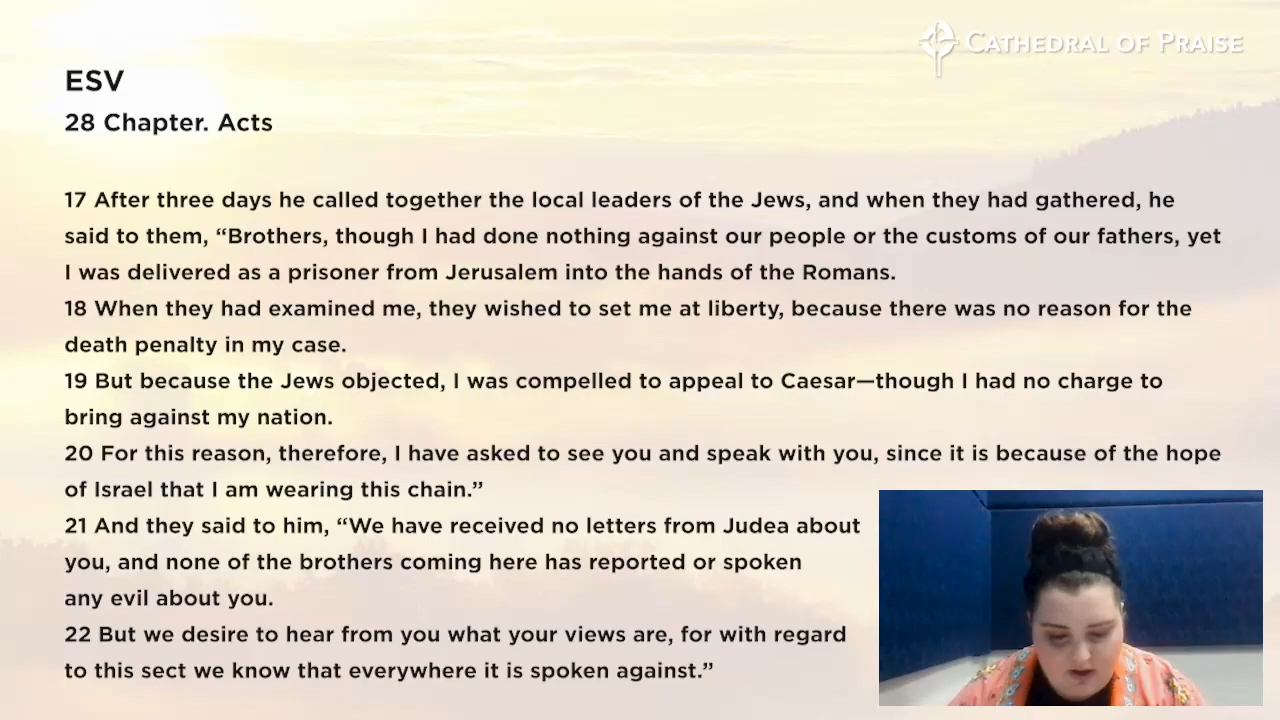 CATHEDRAL OF PRAISE
ESV
28 Chapter. Acts
17 After three days he called together the local leaders of the Jews, and when they had gathered, he
said to them, “Brothers, though I had done nothing against our people or the customs of our fathers, yet
I was delivered as a prisoner from Jerusalem into the hands of the Romans.
18 When they had examined me, they wished to set me at liberty, because there was no reason for the
death penalty in my case.
19 But because the Jews objected, I was compelled to appeal to Caesar—though I had no charge to
bring against my nation.
20 For this reason, therefore, I have asked to see you and speak with you, since it is because of the hope
of Israel that I am wearing this chain.”
21 And they said to him, “We have received no letters from Judea about
you, and none of the brothers coming here has reported or spoken
any evil about you.
22 But we desire to hear from you what your views are, for with regard
to this sect we know that everywhere it is spoken against.”